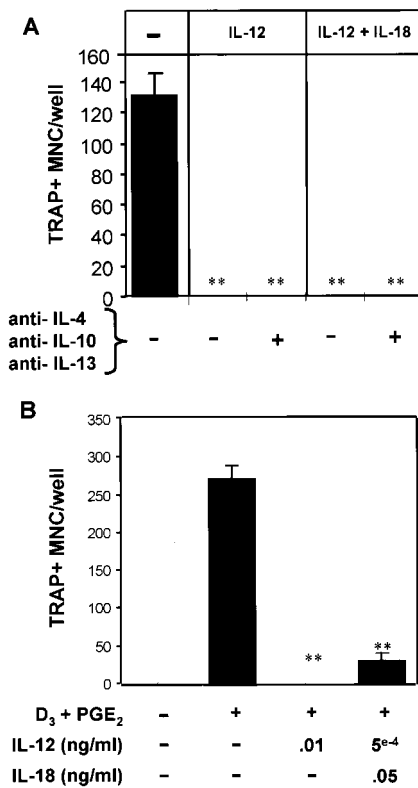 A
– IL-12 IL-12 + IL-18
TRAP+ MNC/well
160
140
120
100
80
60
40
20
0
** ** ** **
anti- IL-4
anti- IL-10 – – + – +
anti- IL-13
B
TRAP+ MNC/well
350
300
250
200
150
100
50
0
** **
D3 + PGE2 – + + +
IL-12 (ng/ml) – – .01 5e-4
IL-18 (ng/ml) – – – .05